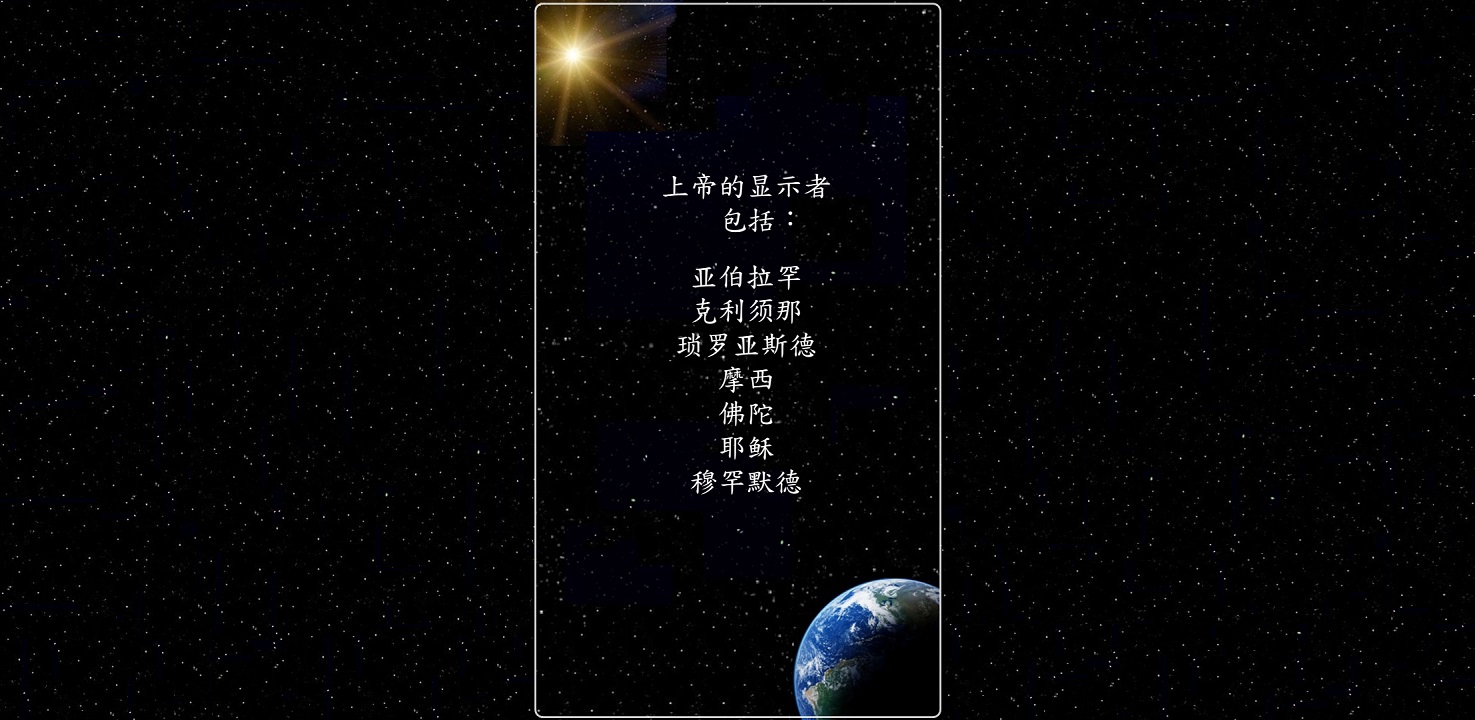 上帝的显示者
包括：
亚伯拉罕
克利须那
琐罗亚斯德
摩西
佛陀
耶稣
穆罕默德